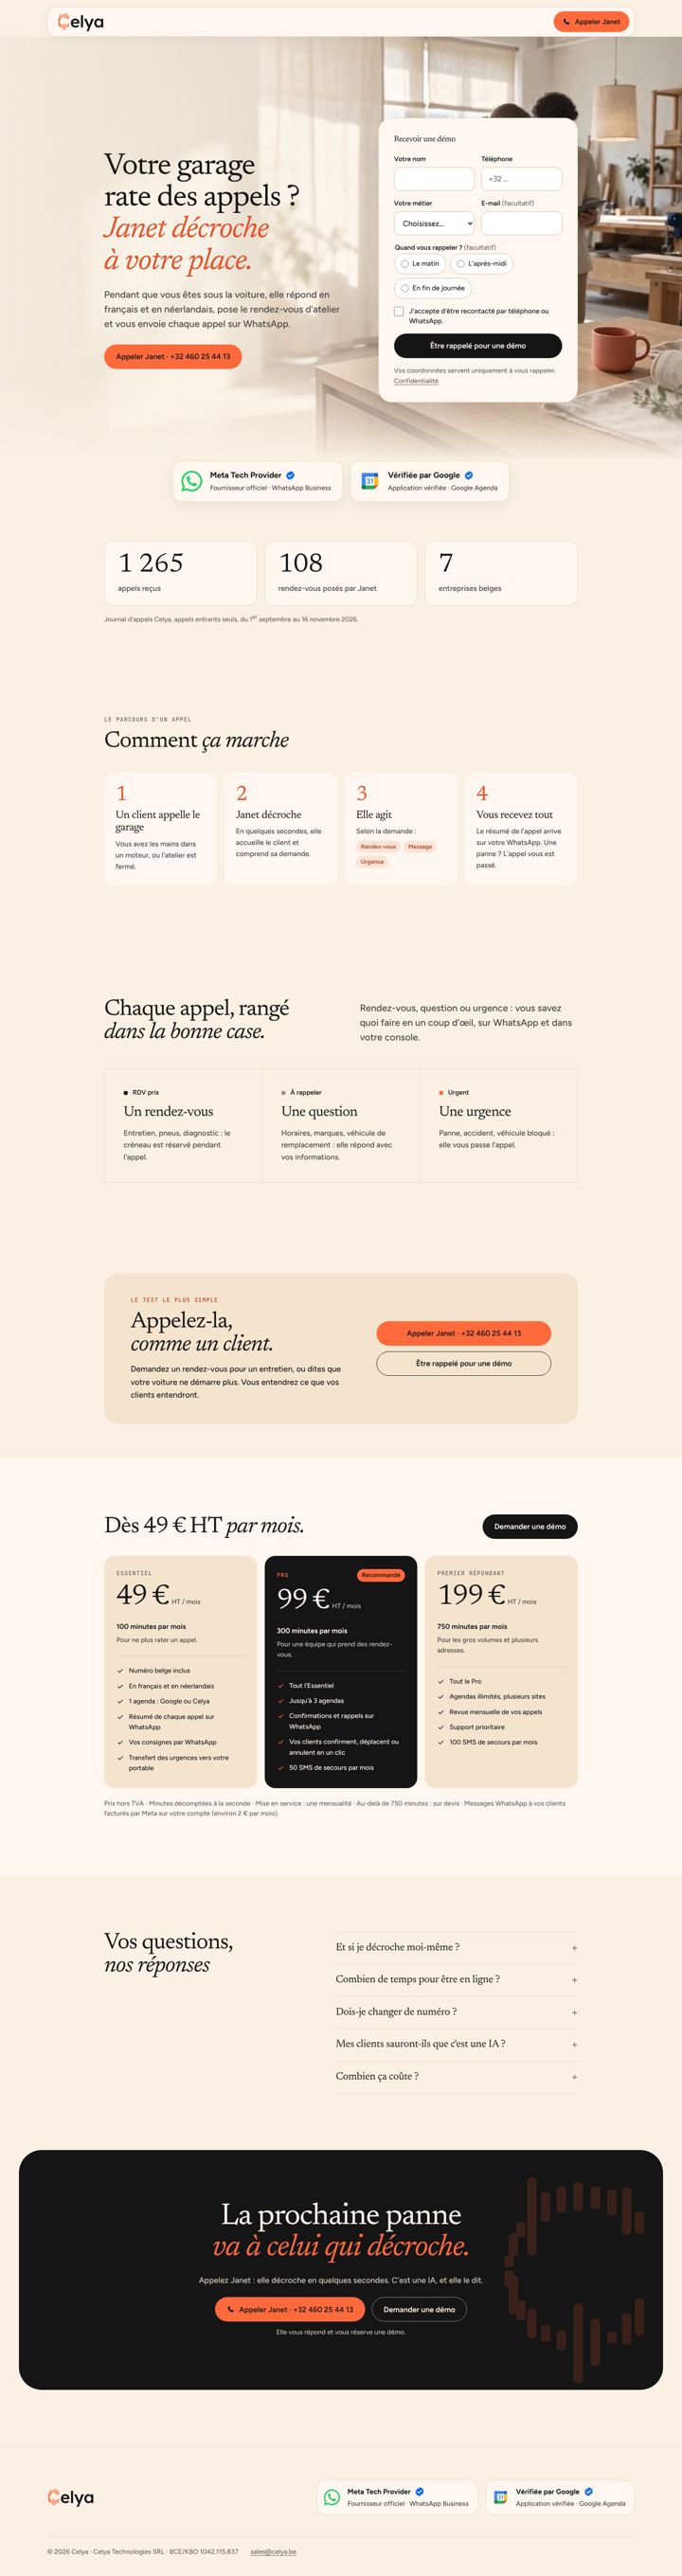 Celya
Appeler Janet
Votre garage
rate des appels ?
Janet décroche
à votre place.
Pendant que vous êtes sous la voiture, elle répond en
français et en néerlandais, pose le rendez-vous d'atelier
et vous envoie chaque appel sur WhatsApp.
Appeler Janet · +32 460 25 44 13
Recevoir une démo
Votre nom
Téléphone
+32 ...
Votre métier
E-mail (facultatif)
Choisissez...
Quand vous rappeler ? (facultatif)
Le matin
L'après-midi
En fin de journée
J'accepte d'être recontacté par téléphone ou
WhatsApp.
Être rappelé pour une démo
Vos coordonnées servent uniquement à vous rappeler.
Confidentialité
Meta Tech Provider
Fournisseur officiel · WhatsApp Business
31
Vérifiée par Google
Application vérifiée · Google Agenda
1 265
appels reçus
108
rendez-vous posés par Janet
7
entreprises belges
Journal d'appels Celya, appels entrants seuls, du 1er septembre au 16 novembre 2026.
LE PARCOURS D'UN APPEL
Comment ça marche
1
Un client appelle le
garage
Vous avez les mains dans
un moteur, ou l'atelier est
fermé.
2
Janet décroche
En quelques secondes, elle
accueille le client et
comprend sa demande.
3
Elle agit
Selon la demande :
Rendez-vous
Message
Urgence
4
Vous recevez tout
Le résumé de l'appel arrive
sur votre WhatsApp. Une
panne ? L'appel vous est
passé.
Chaque appel, rangé
dans la bonne case.
Rendez-vous, question ou urgence : vous savez
quoi faire en un coup d'œil, sur WhatsApp et dans
votre console.
RDV pris
Un rendez-vous
Entretien, pneus, diagnostic : le
créneau est réservé pendant
l'appel.
À rappeler
Une question
Horaires, marques, véhicule de
remplacement : elle répond avec
vos informations.
Urgent
Une urgence
Panne, accident, véhicule bloqué :
elle vous passe l'appel.
LE TEST LE PLUS SIMPLE
Appelez-la,
comme un client.
Demandez un rendez-vous pour un entretien, ou dites que
votre voiture ne démarre plus. Vous entendrez ce que vos
clients entendront.
Appeler Janet · +32 460 25 44 13
Être rappelé pour une démo
Dès 49 € HT par mois.
Demander une démo
ESSENTIEL
49 € HT / mois
100 minutes par mois
Pour ne plus rater un appel.
Numéro belge inclus
En français et en néerlandais
1 agenda : Google ou Celya
Résumé de chaque appel sur
WhatsApp
Vos consignes par WhatsApp
Transfert des urgences vers votre
portable
PRO
Recommandé
99 € HT / mois
300 minutes par mois
Pour une équipe qui prend des rendez-
vous.
Tout l'Essentiel
Jusqu'à 3 agendas
Confirmations et rappels sur
WhatsApp
Vos clients confirment, déplacent ou
annulent en un clic
50 SMS de secours par mois
PREMIER RÉPONDANT
199 € HT / mois
750 minutes par mois
Pour les gros volumes et plusieurs
adresses.
Tout le Pro
Agendas illimités, plusieurs sites
Revue mensuelle de vos appels
Support prioritaire
100 SMS de secours par mois
Prix hors TVA · Minutes décomptées à la seconde · Mise en service : une mensualité · Au-delà de 750 minutes : sur devis · Messages WhatsApp à vos clients
facturés par Meta sur votre compte (environ 2 € par mois).
Vos questions,
nos réponses
Et si je décroche moi-même ?
+
Combien de temps pour être en ligne ?
+
Dois-je changer de numéro ?
+
Mes clients sauront-ils que c'est une IA ?
+
Combien ça coûte ?
+
La prochaine panne
va à celui qui décroche.
Appelez Janet : elle décroche en quelques secondes. C'est une IA, et elle le dit.
Appeler Janet · +32 460 25 44 13
Demander une démo
Elle vous répond et vous réserve une démo.
Celya
Meta Tech Provider
Fournisseur officiel · WhatsApp Business
31
Vérifiée par Google
Application vérifiée · Google Agenda
© 2026 Celya · Celya Technologies SRL · BCE/KBO 1042.115.837
sales@celya.be